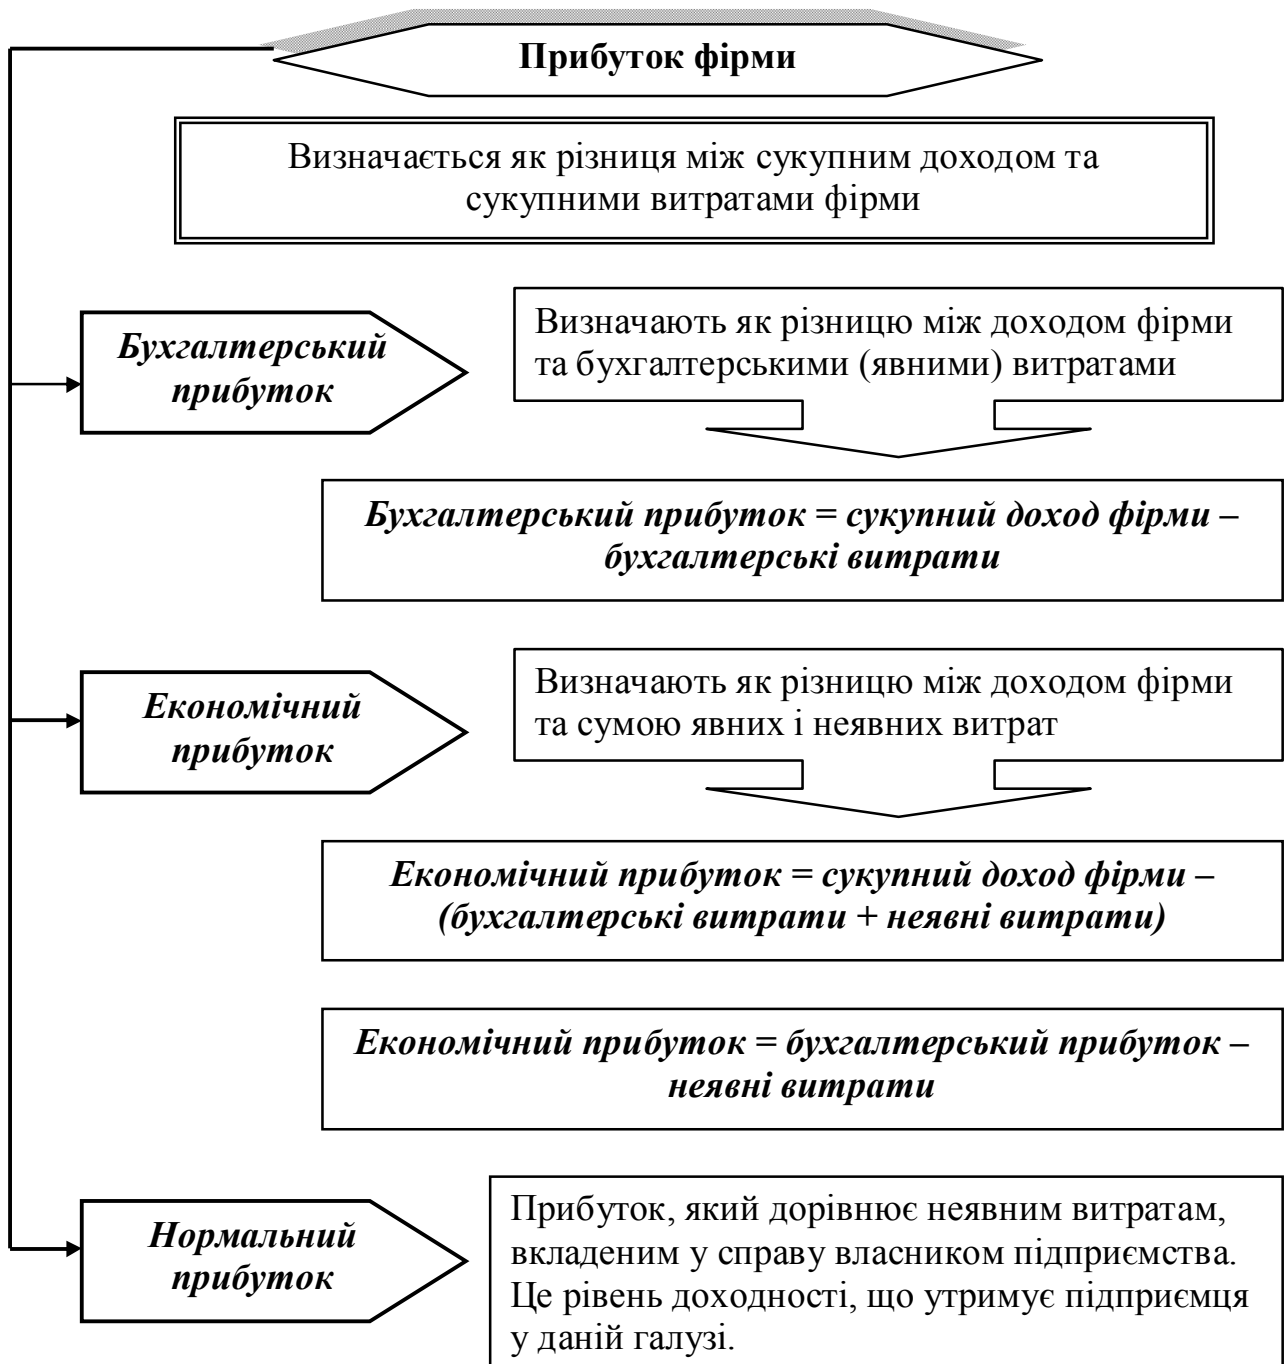 Прибуток фірми
Визначається як різниця між сукупним доходом та
сукупними витратами фірми
Бухгалтерський
прибуток
Визначають як різницю між доходом фірми
та бухгалтерськими (явними) витратами
Бухгалтерський прибуток = сукупний доход фірми –
бухгалтерські витрати
Економічний
прибуток
Визначають як різницю між доходом фірми
та сумою явних і неявних витрат
Економічний прибуток = сукупний доход фірми –
(бухгалтерські витрати + неявні витрати)
Економічний прибуток = бухгалтерський прибуток –
неявні витрати
Нормальний
прибуток
Прибуток, який дорівнює неявним витратам,
вкладеним у справу власником підприємства.
Це рівень доходності, що утримує підприємця
у даній галузі.